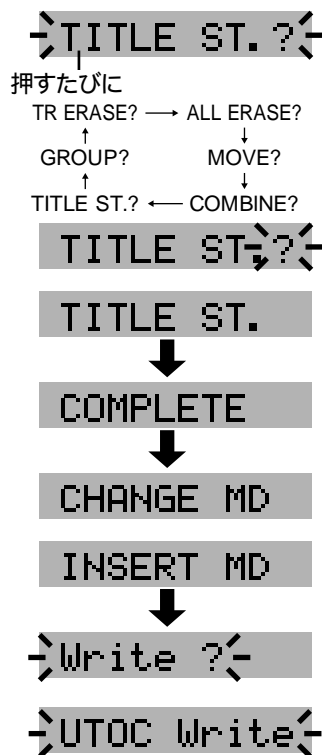 TITLE ST.?
押すたびに
TR ERASE? → ALL ERASE?
↑ ↓
GROUP? MOVE?
↑ ↓
TITLE ST.? ← COMBINE?
TITLE ST.?
TITLE ST.
COMPLETE
CHANGE MD
INSERT MD
Write ?
UTOC Write